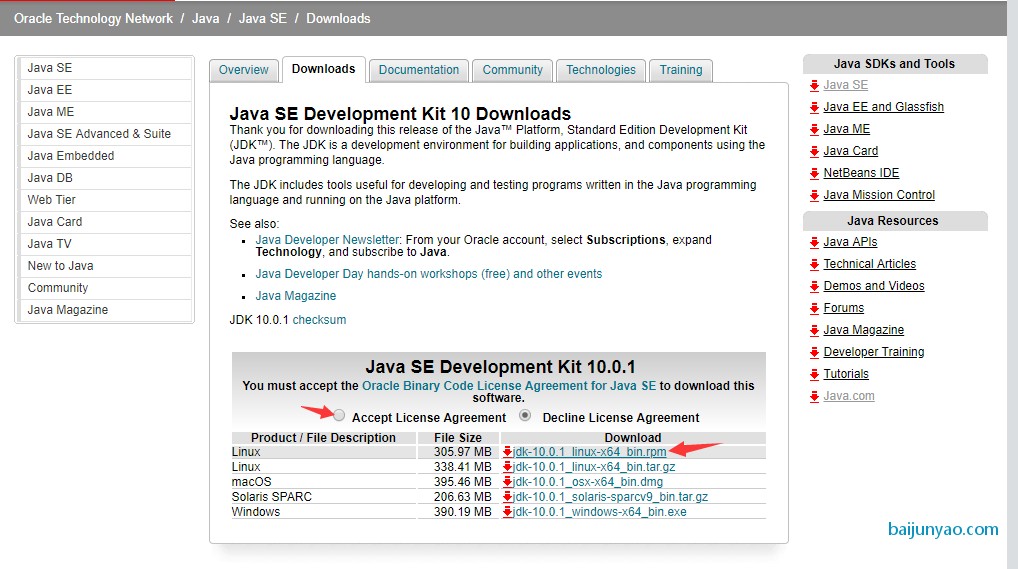 Oracle Technology Network / Java / Java SE / Downloads
Java SE
Java EE
Java ME
Java SE Advanced & Suite
Java Embedded
Java DB
Web Tier
Java Card
Java TV
New to Java
Community
Java Magazine
Overview Downloads Documentation Community Technologies Training
Java SE Development Kit 10 Downloads
Thank you for downloading this release of the Java™ Platform, Standard Edition Development Kit
(JDK™). The JDK is a development environment for building applications, and components using the
Java programming language.
The JDK includes tools useful for developing and testing programs written in the Java programming
language and running on the Java platform.
See also:
Java Developer Newsletter: From your Oracle account, select Subscriptions, expand
Technology, and subscribe to Java.
Java Developer Day hands-on workshops (free) and other events
Java Magazine
JDK 10.0.1 checksum
Java SE Development Kit 10.0.1
You must accept the Oracle Binary Code License Agreement for Java SE to download this
software.
Accept License Agreement Decline License Agreement
Product / File Description File Size Download
Linux 305.97 MB jdk-10.0.1_linux-x64_bin.rpm
Linux 338.41 MB jdk-10.0.1_linux-x64_bin.tar.gz
macOS 395.46 MB jdk-10.0.1_osx-x64_bin.dmg
Solaris SPARC 206.63 MB jdk-10.0.1_solaris-sparcv9_bin.tar.gz
Windows 390.19 MB jdk-10.0.1_windows-x64_bin.exe
Java SDKs and Tools
Java SE
Java EE and Glassfish
Java ME
Java Card
NetBeans IDE
Java Mission Control
Java Resources
Java APIs
Technical Articles
Demos and Videos
Forums
Java Magazine
Developer Training
Tutorials
Java.com
baijunyao.com